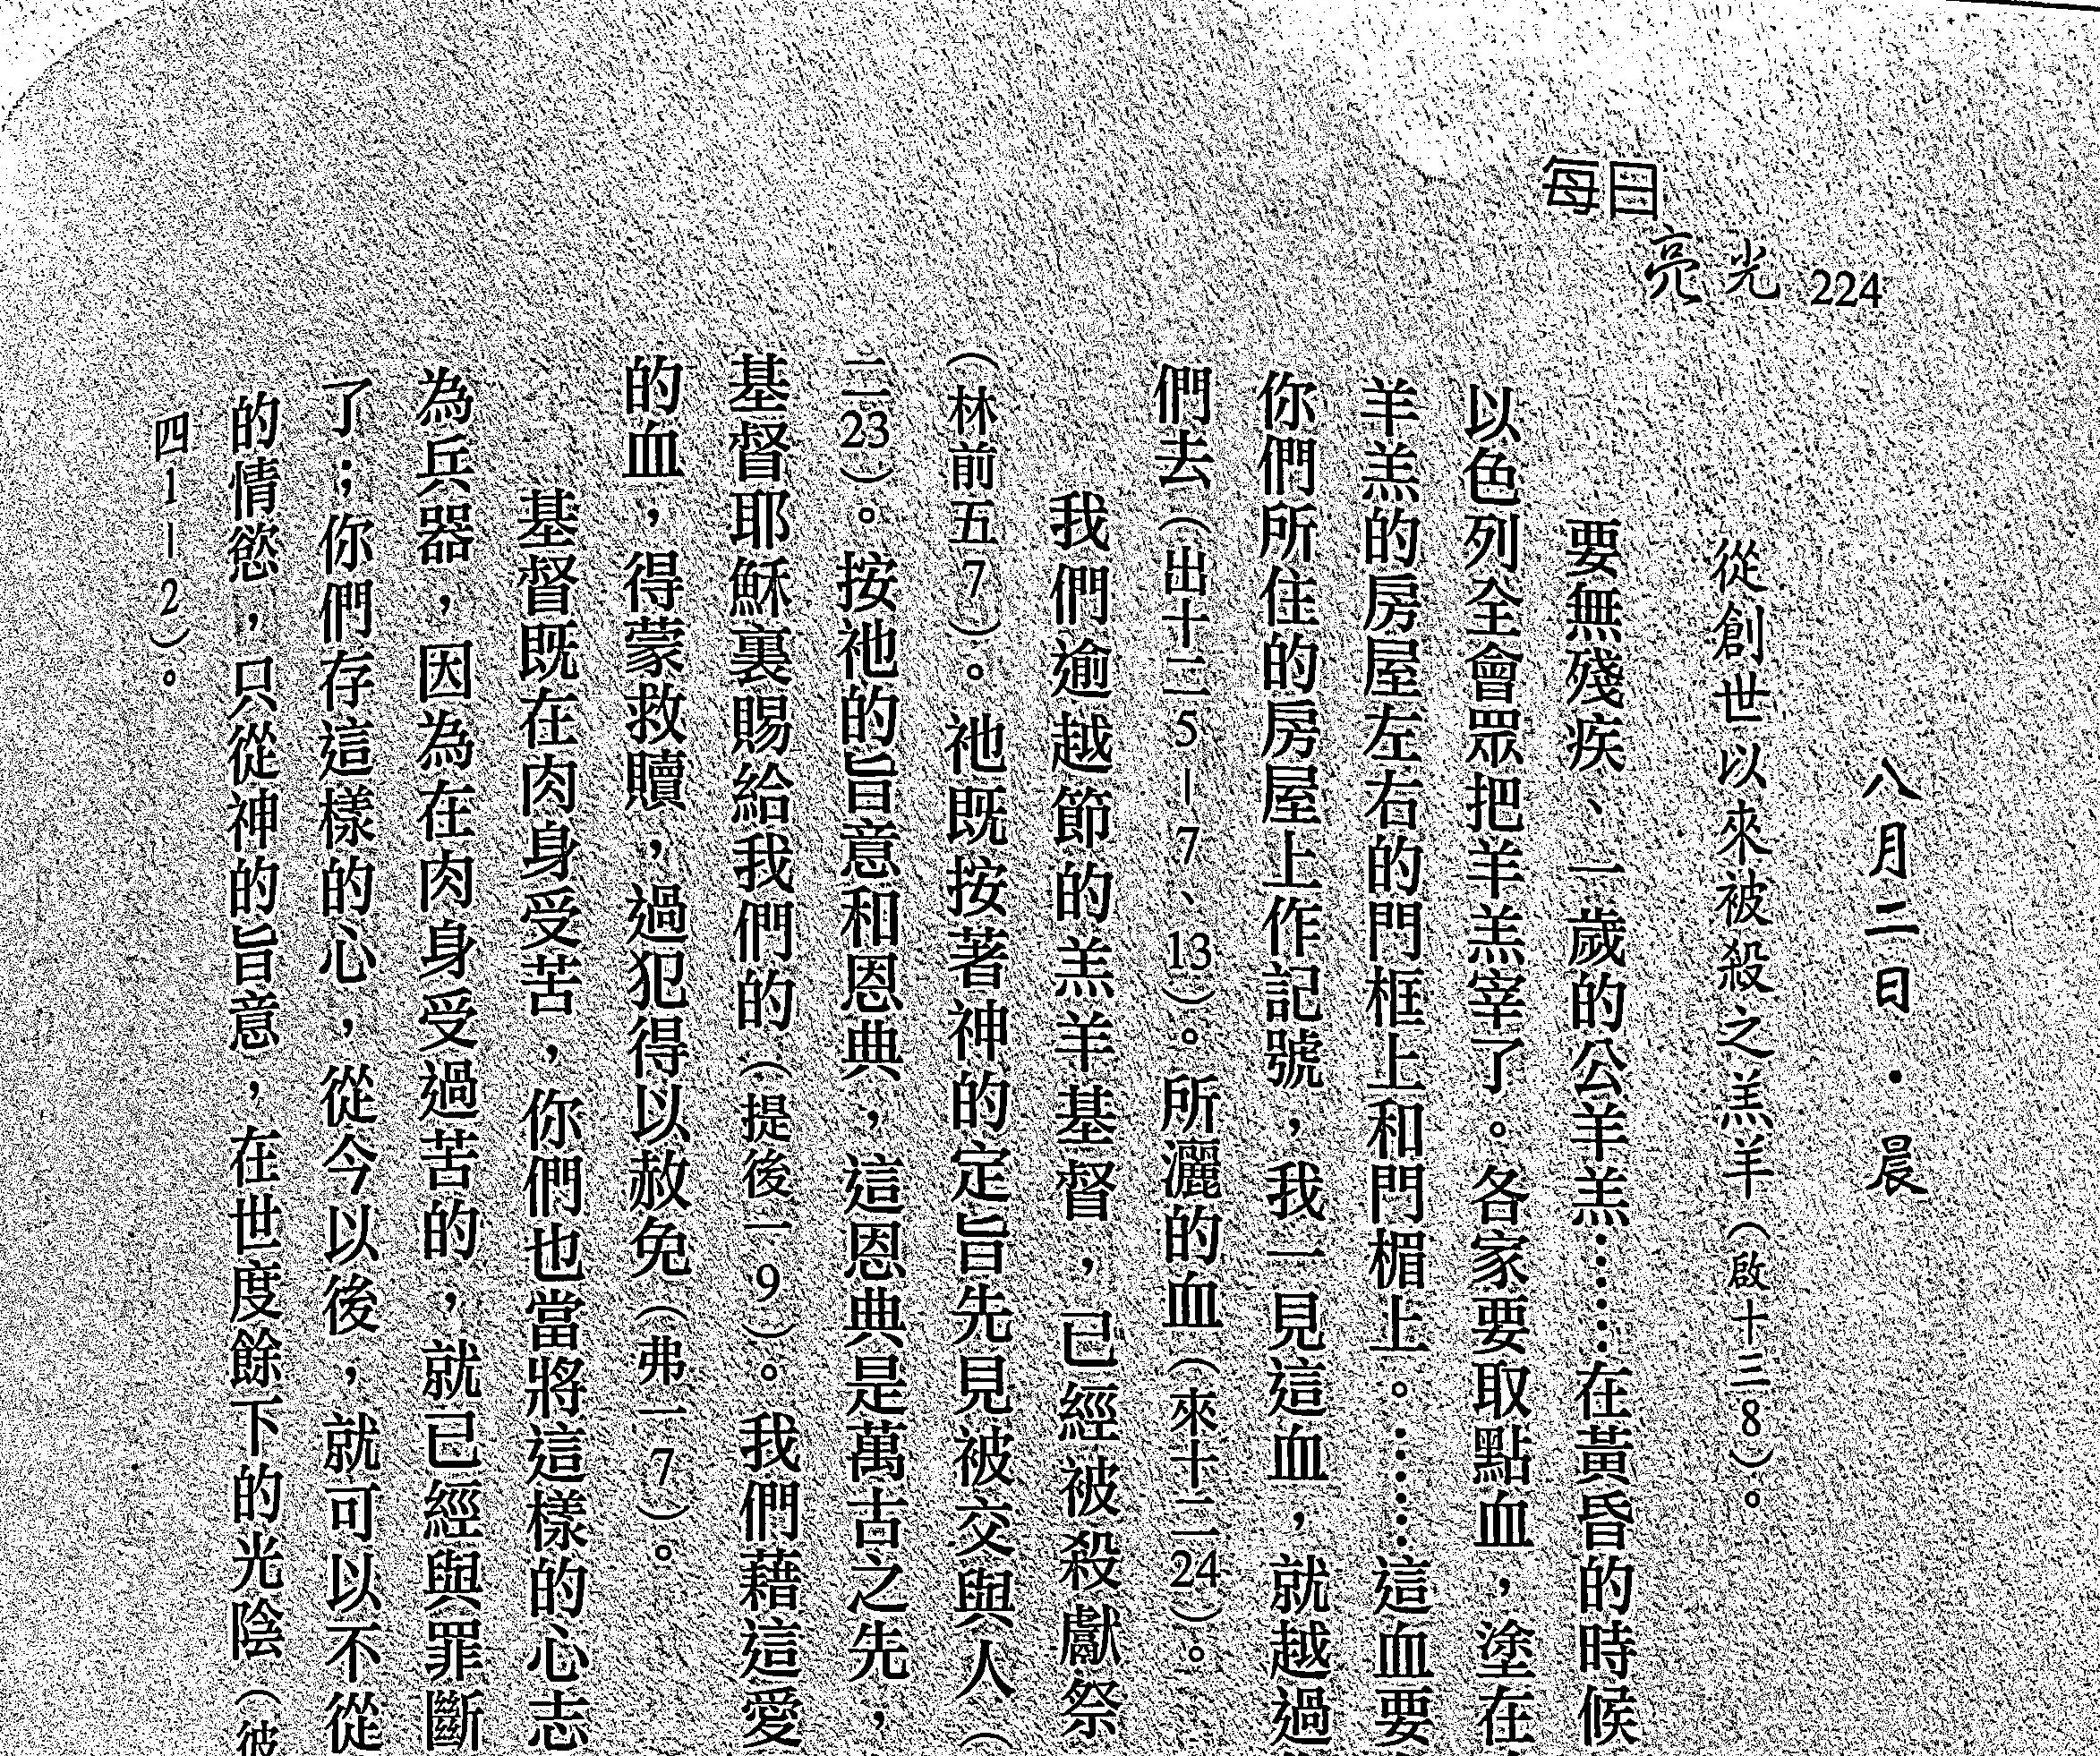 每日
亮光 224
八月二日・晨
從創世以來被殺之羔羊（啟十三8）。
要無殘疾、一歲的公羊羔……在黃昏的時候
以色列全會眾把羊羔宰了。各家要取點血，塗在
羊羔的房屋左右的門框上和門楣上。……這血要
你們所住的房屋上作記號，我一見這血，就越過
們去（出十二5－7、13）。所灑的血（來十二24）。
我們逾越節的羔羊基督，已經被殺獻祭
（林前五7）。祂既按著神的定旨先見被交與人（
二23）。按祂的旨意和恩典，這恩典是萬古之先，
基督耶穌裏賜給我們的（提後一9）。我們藉這愛
的血，得蒙救贖，過犯得以赦免（弗一7）。
基督既在肉身受苦，你們也當將這樣的心志
為兵器，因為在肉身受過苦的，就已經與罪斷
了；你們存這樣的心，從今以後，就可以不從
的情慾，只從神的旨意，在世度餘下的光陰（彼
四1－2）。